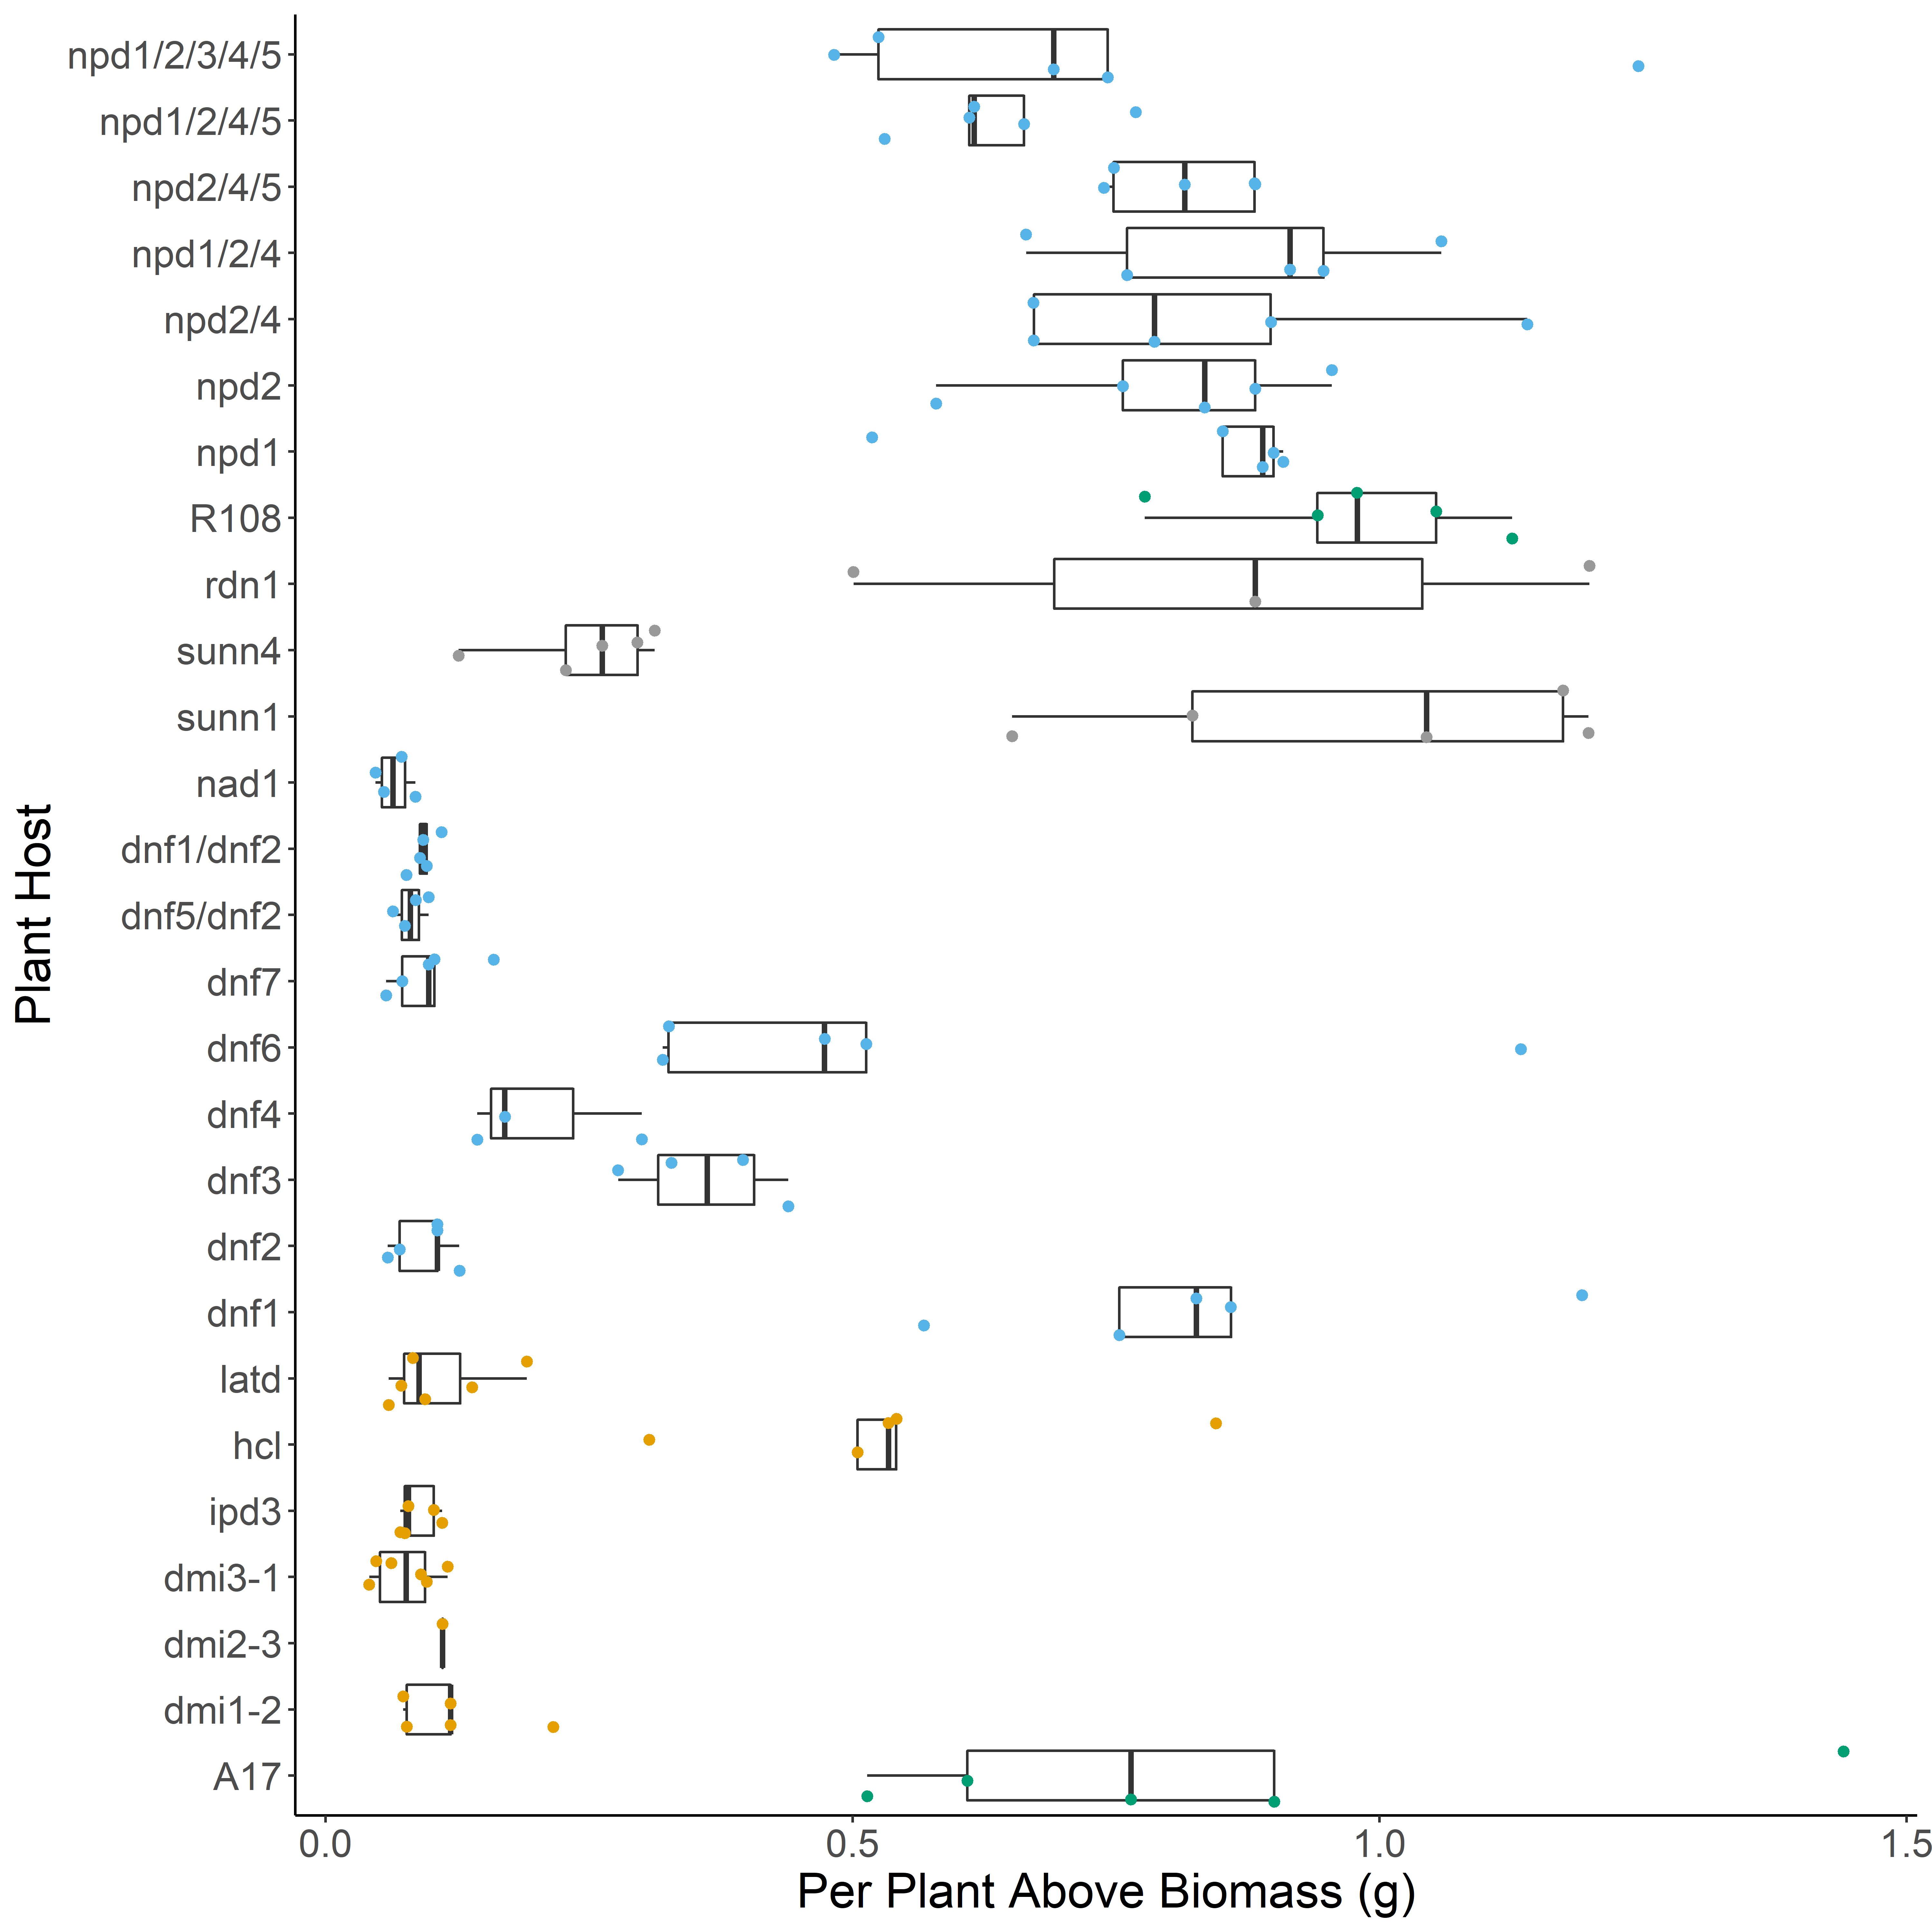 npd1/2/3/4/5
npd1/2/4/5
npd2/4/5
npd1/2/4
npd2/4
npd2
npd1
R108
rdn1
sunn4
sunn1
nad1
dnf1/dnf2
dnf5/dnf2
dnf7
dnf6
dnf4
dnf3
dnf2
dnf1
latd
hcl
ipd3
dmi3-1
dmi2-3
dmi1-2
A17
Plant Host
0.0 0.5 1.0 1.5
Per Plant Above Biomass (g)